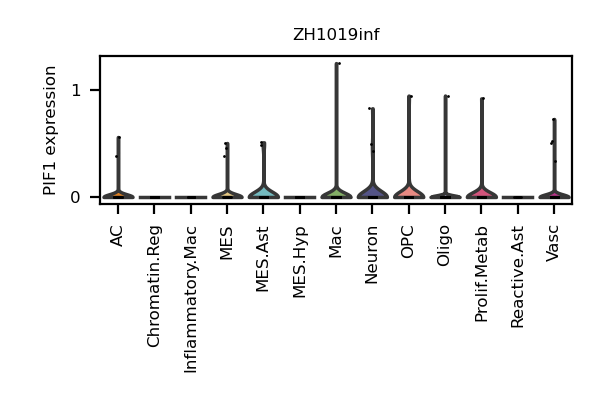 ZH1019inf
PIF1 expression
1
0
AC
Chromatin.Reg
Inflammatory.Mac
MES
MES.Ast
MES.Hyp
Mac
Neuron
OPC
Oligo
Prolif.Metab
Reactive.Ast
Vasc